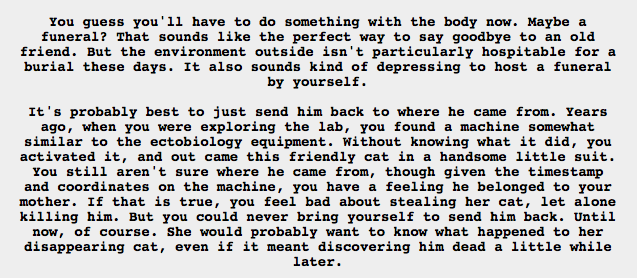 You guess you'll have to do something with the body now. Maybe a
funeral? That sounds like the perfect way to say goodbye to an old
friend. But the environment outside isn't particularly hospitable for a
burial these days. It also sounds kind of depressing to host a funeral
by yourself.
It's probably best to just send him back to where he came from. Years
ago, when you were exploring the lab, you found a machine somewhat
similar to the ectobiology equipment. Without knowing what it did, you
activated it, and out came this friendly cat in a handsome little suit.
You still aren't sure where he came from, though given the timestamp
and coordinates on the machine, you have a feeling he belonged to your
mother. If that is true, you feel bad about stealing her cat, let alone
killing him. But you could never bring yourself to send him back. Until
now, of course. She would probably want to know what happened to her
disappearing cat, even if it meant discovering him dead a little while
later.